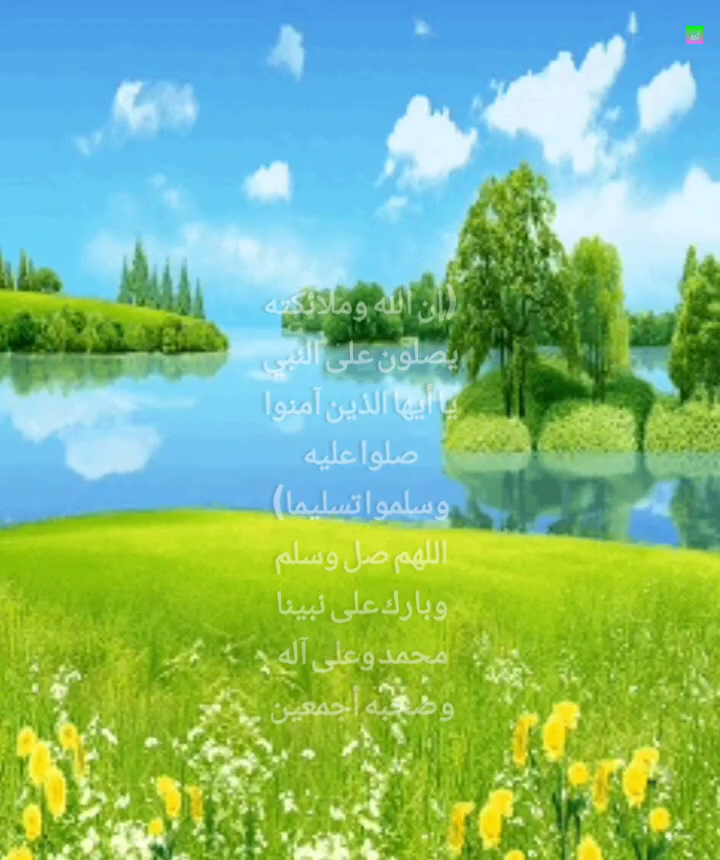 (إن الله وملائكته
يصلون على النبي
يا أيها الذين آمنوا
صلوا عليه
وسلموا تسليما)
اللهم صل وسلم
وبارك على نبينا
محمد وعلى آله
وصحبه أجمعين